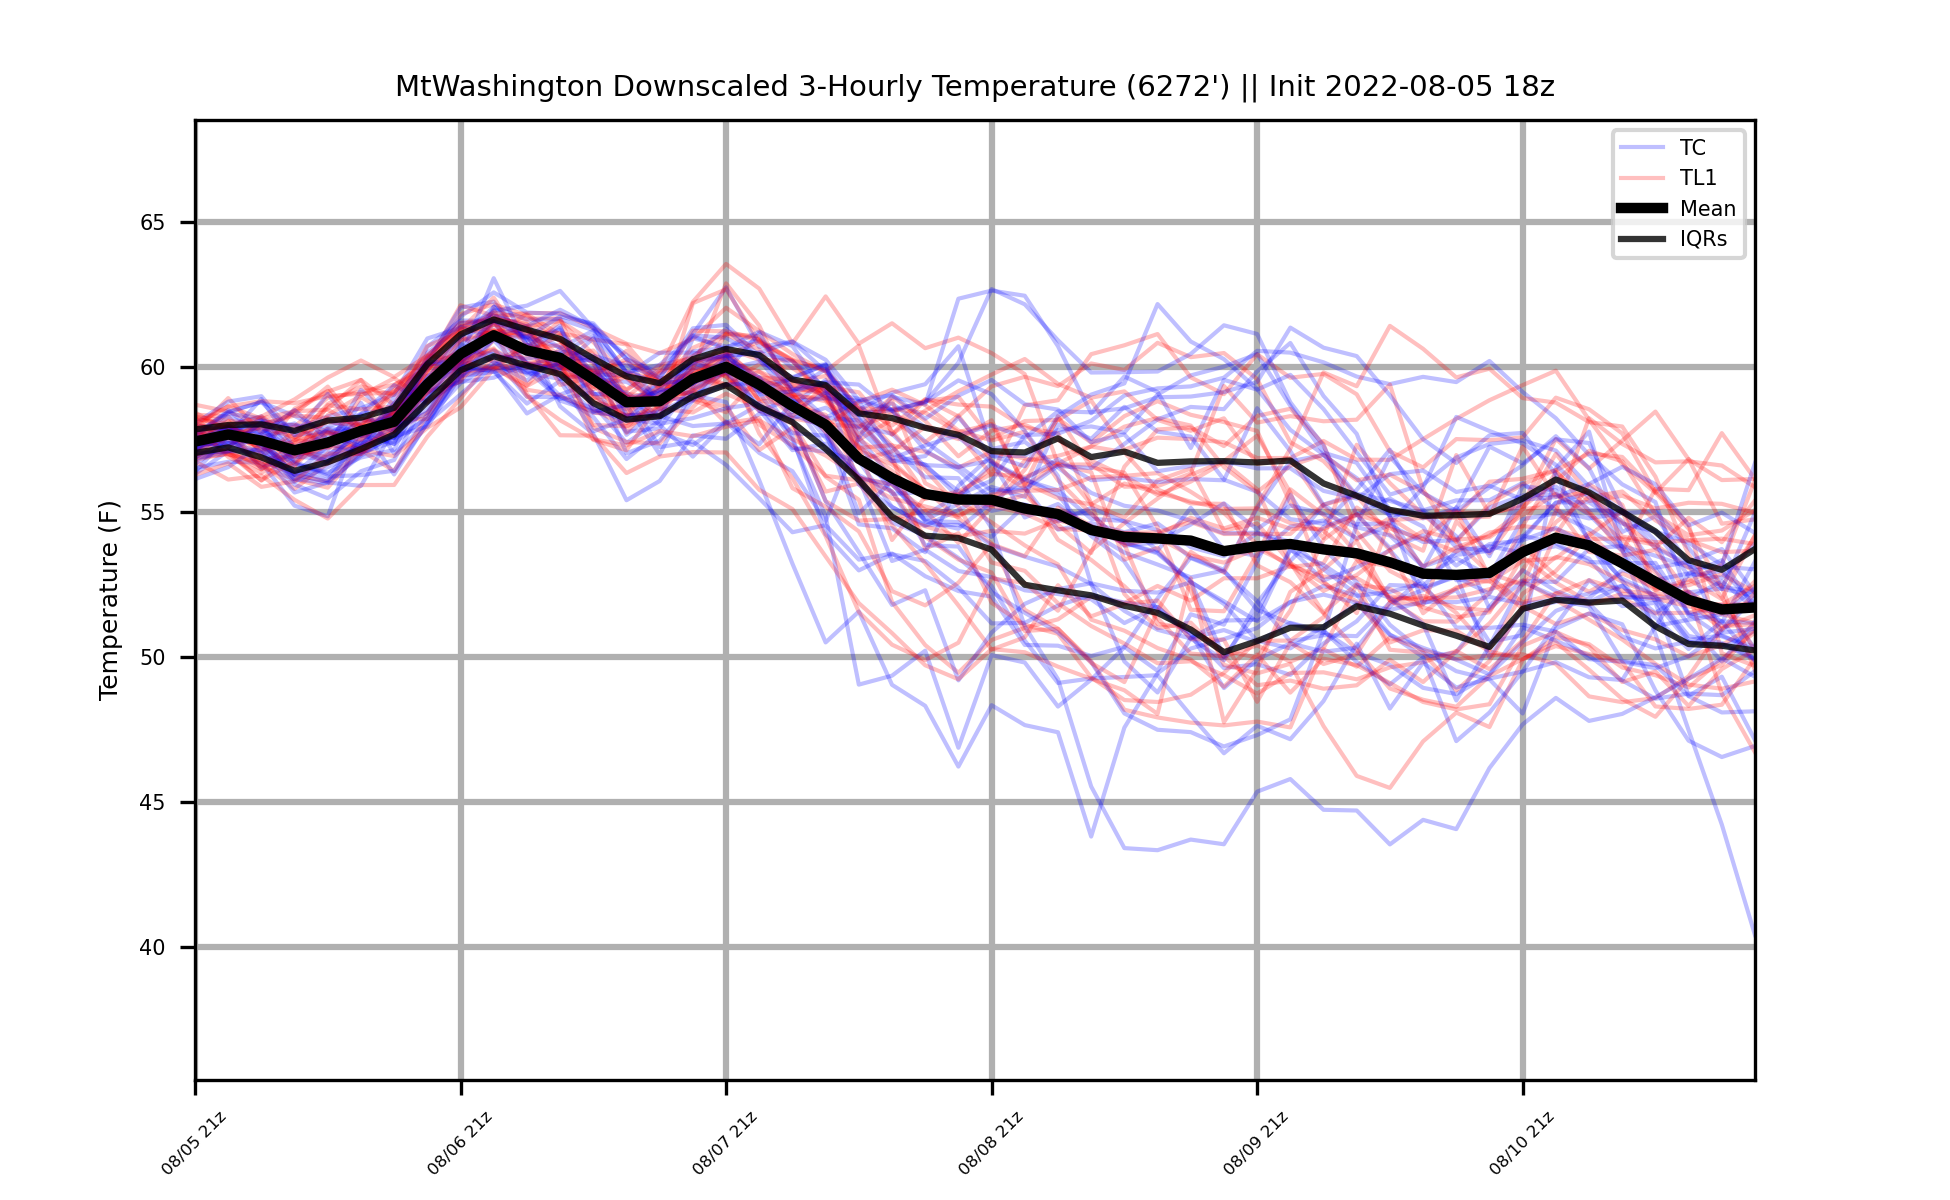 MtWashington Downscaled 3-Hourly Temperature (6272') || Init 2022-08-05 18z
TC
TL1
Mean
IQRs
Temperature (F)
65
60
55
50
45
40
08/05 21z
08/06 21z
08/07 21z
08/08 21z
08/09 21z
08/10 21z